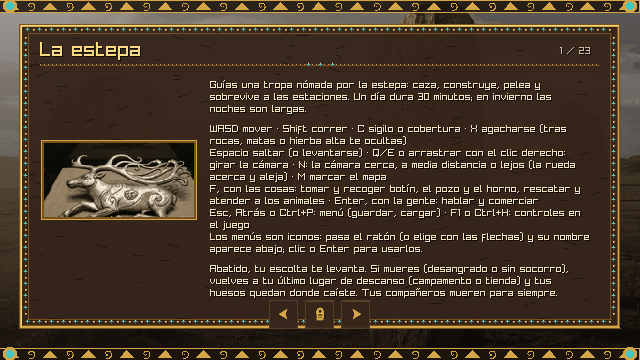 La estepa
1 / 23
Guías una tropa nómada por la estepa: caza, construye, pelea y
sobrevive a las estaciones. Un día dura 30 minutos; en invierno las
noches son largas.
WASD mover · Shift correr · C sigilo o cobertura · X agacharse (tras
rocas, matas o hierba alta te ocultas)
Espacio saltar (o levantarse) · Q/E o arrastrar con el clic derecho:
girar la cámara · N: la cámara cerca, a media distancia o lejos (la rueda
acerca y aleja) · M marcar el mapa
F, con las cosas: tomar y recoger botín, el pozo y el horno, rescatar y
atender a los animales · Enter, con la gente: hablar y comerciar
Esc, Atrás o Ctrl+P: menú (guardar, cargar) · F1 o Ctrl+H: controles en
el juego
Los menús son iconos: pasa el ratón (o elige con las flechas) y su nombre
aparece abajo; clic o Enter para usarlos.
Abatido, tu escolta te levanta. Si mueres (desangrado o sin socorro),
vuelves a tu último lugar de descanso (campamento o tienda) y tus
huesos quedan donde caíste. Tus compañeros mueren para siempre.